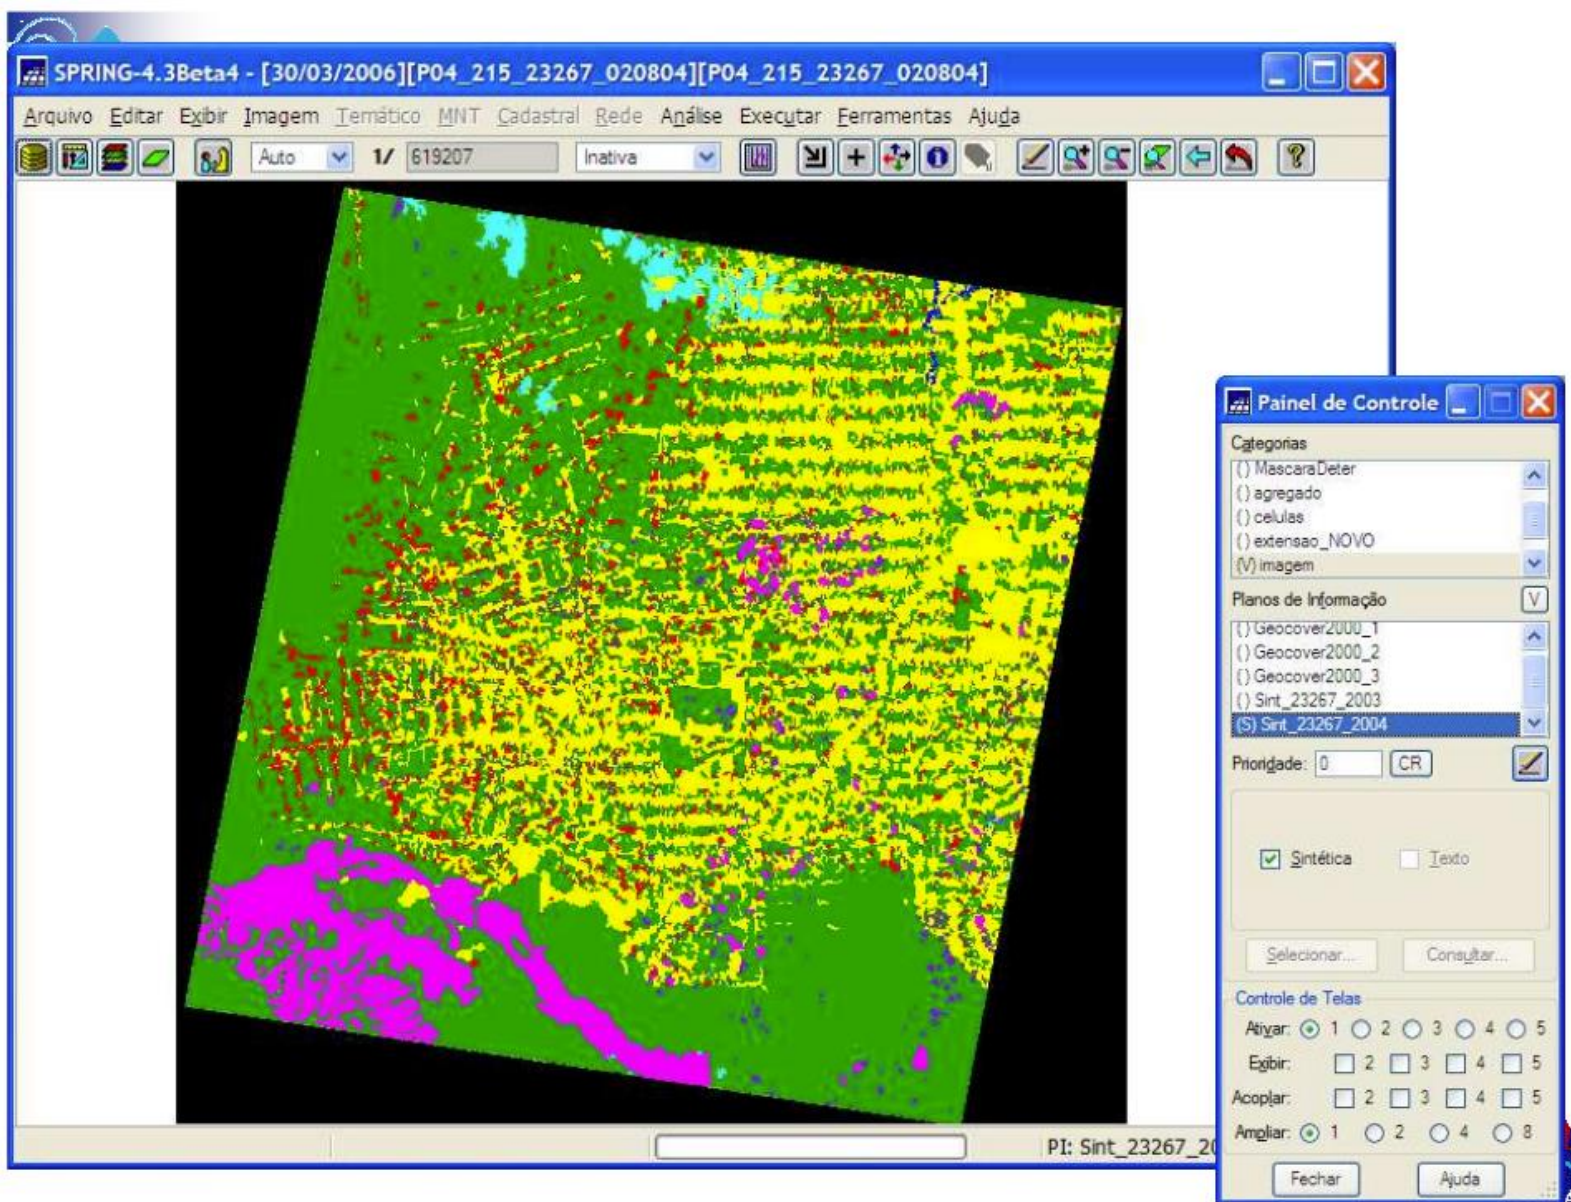 SPRING-4.3Beta4 - [30/03/2006][P04_215_23267_020804][P04_215_23267_020804]
Arquivo Editar Exibir Imagem Temático MNT Cadastral Rede Análise Executar Ferramentas Ajuda
Auto 1/ 619207 Inativa
Painel de Controle
Categorias
( ) MascaraDeter
( ) agregado
( ) celulas
( ) extensao_NOVO
(V) imagem
Planos de Informação V
( ) Geocover2000_1
( ) Geocover2000_2
( ) Geocover2000_3
( ) Sint_23267_2003
(S) Sint_23267_2004
Prioridade: 0 CR
Sintética Texto
Selecionar... Consultar...
Controle de Telas
Ativar: 1 2 3 4 5
Exibir: 2 3 4 5
Acoplar: 2 3 4 5
Ampliar: 1 2 4 8
Fechar Ajuda
PI: Sint_23267_20